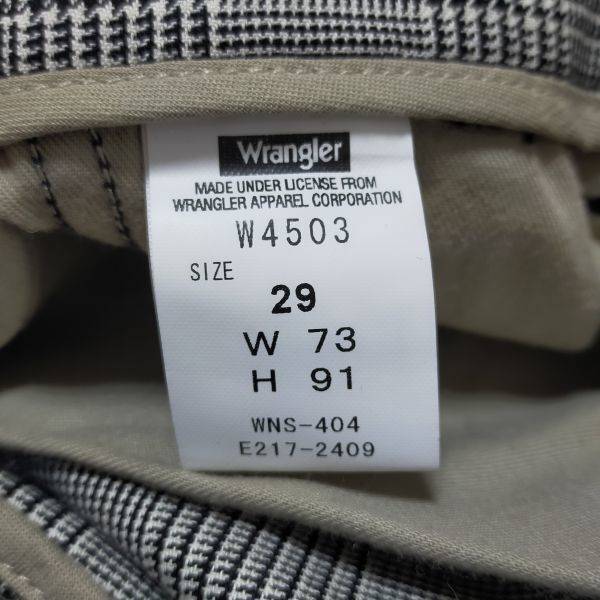 Wrangler
MADE UNDER LICENSE FROM
WRANGLER APPAREL CORPORATION
W4503
SIZE
29
W 73
H 91
WNS-404
E217-2409